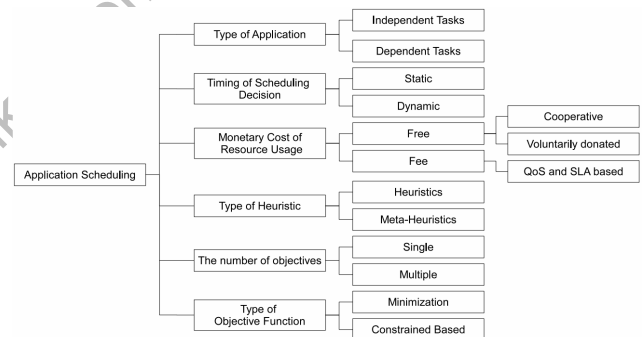 Independent Tasks
Type of Application
Dependent Tasks
Timing of Scheduling
Decision
Static
Dynamic
Cooperative
Monetary Cost of
Resource Usage
Free
Voluntarily donated
Fee
QoS and SLA based
Application Scheduling
Heuristics
Type of Heuristic
Meta-Heuristics
Single
The number of objectives
Multiple
Minimization
Type of
Objective Function
Constrained Based